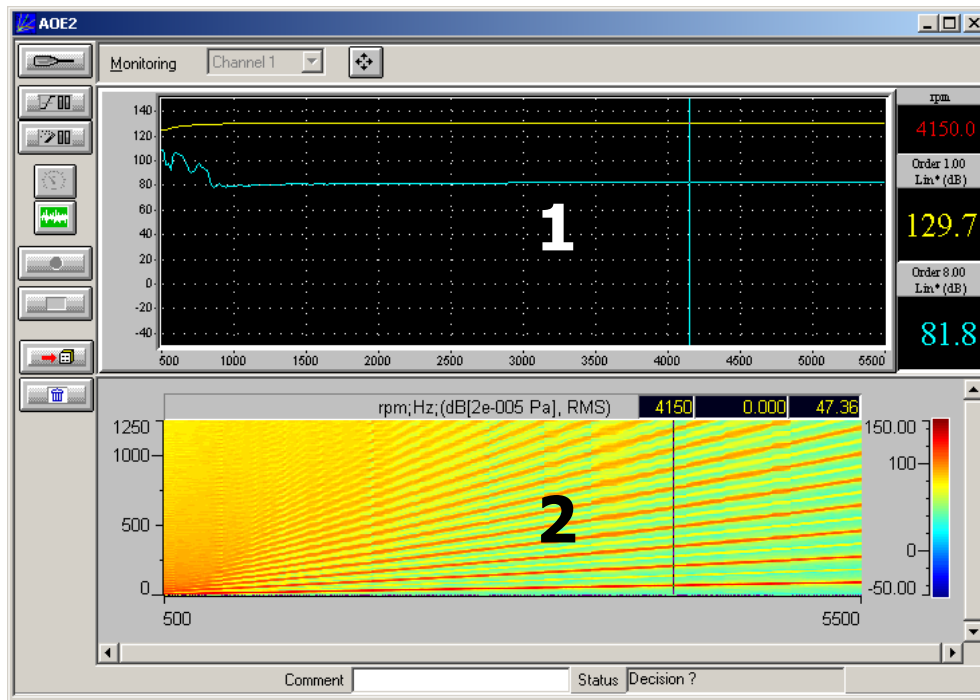 AOE2
Monitoring
Channel 1
140
120
100
80
60
40
20
0
-20
-40
500 1000 1500 2000 2500 3000 3500 4000 4500 5000 5500
1
rpm
4150.0
Order 1.00
Lin* (dB)
129.7
Order 8.00
Lin* (dB)
81.8
rpm;Hz;(dB[2e-005 Pa], RMS) 4150 0.000 47.36
1250
1000
500
0
500 5500
2
150.00
100
0
-50.00
Comment Status Decision ?